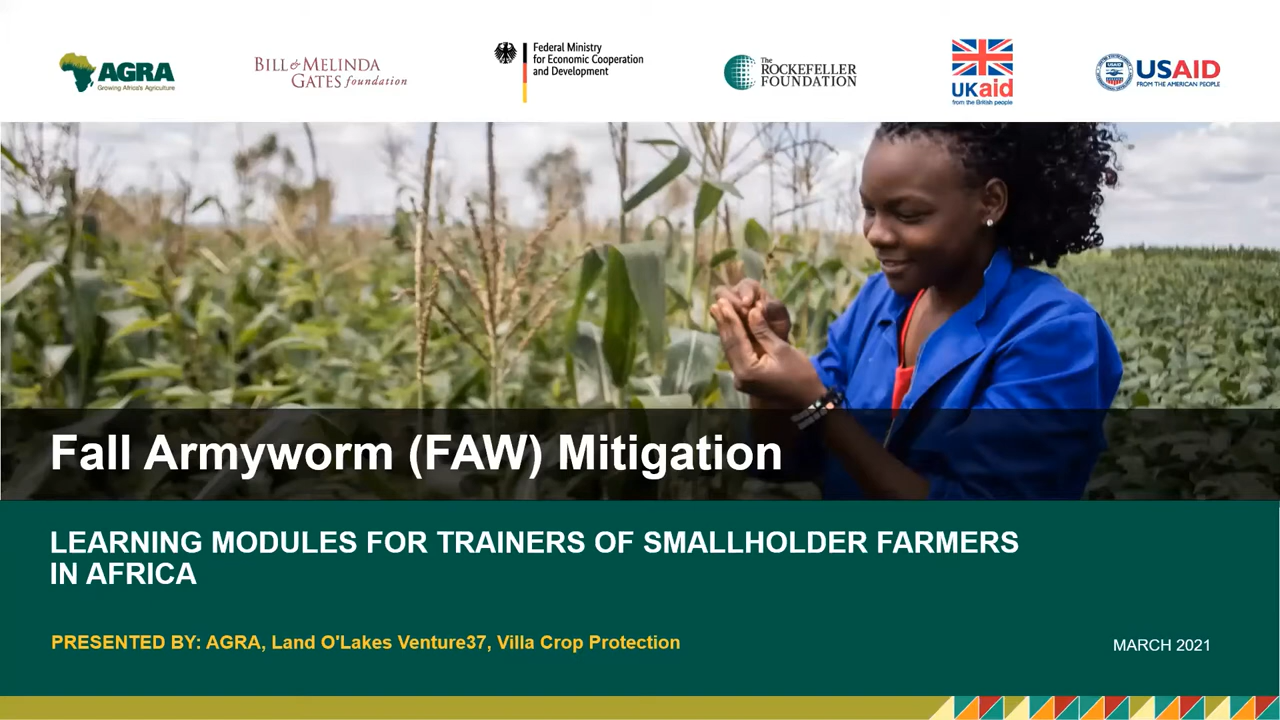 AGRA
Growing Africa's Agriculture
BILL & MELINDA
GATES foundation
Federal Ministry
for Economic Cooperation
and Development
The
ROCKEFELLER
FOUNDATION
UKaid
from the British people
USAID
USAID
FROM THE AMERICAN PEOPLE
Fall Armyworm (FAW) Mitigation
LEARNING MODULES FOR TRAINERS OF SMALLHOLDER FARMERS
IN AFRICA
PRESENTED BY: AGRA, Land O'Lakes Venture37, Villa Crop Protection
MARCH 2021